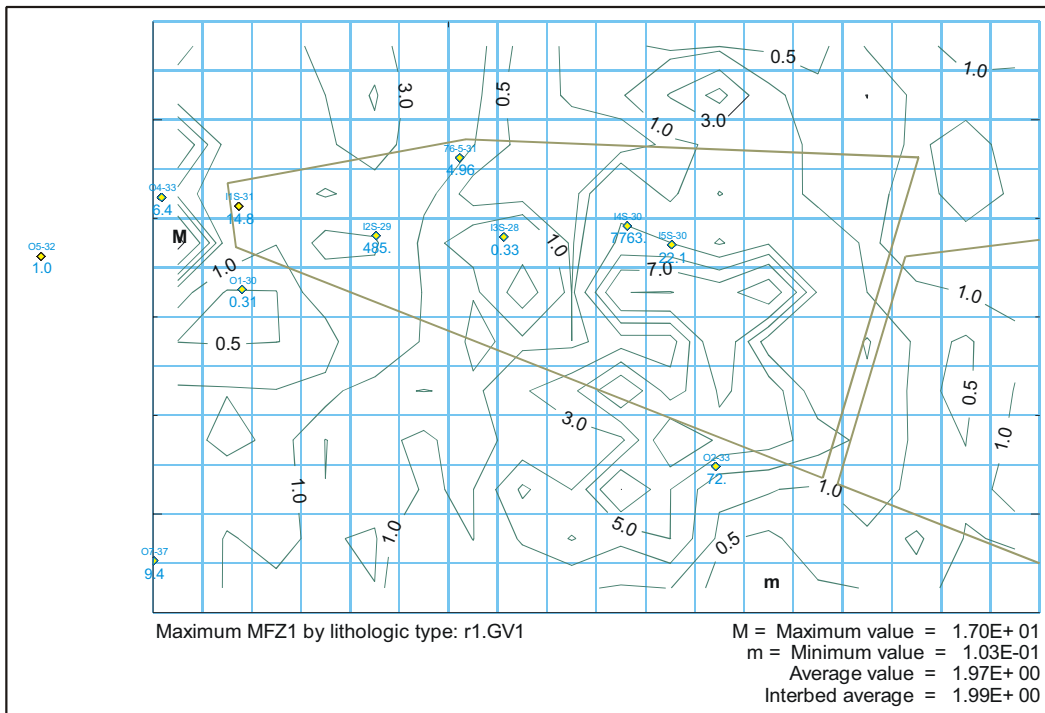 0.5
1.0
3.0
0.5
3.0
1.0
76-5-31
4.96
O4-33
6.4
I1S-31
14.8
M
I2S-29
485.
I3S-28
0.33
1.0
I4S-30
7763.
I5S-30
22.1
O5-32
1.0
1.0
7.0
O1-30
0.31
1.0
0.5
0.5
3.0
1.0
O2-33
72.
1.0
1.0
1.0
5.0
0.5
O7-37
9.4
m
Maximum MFZ1 by lithologic type: r1.GV1
M = Maximum value = 1.70E+ 01
m = Minimum value = 1.03E-01
Average value = 1.97E+ 00
Interbed average = 1.99E+ 00